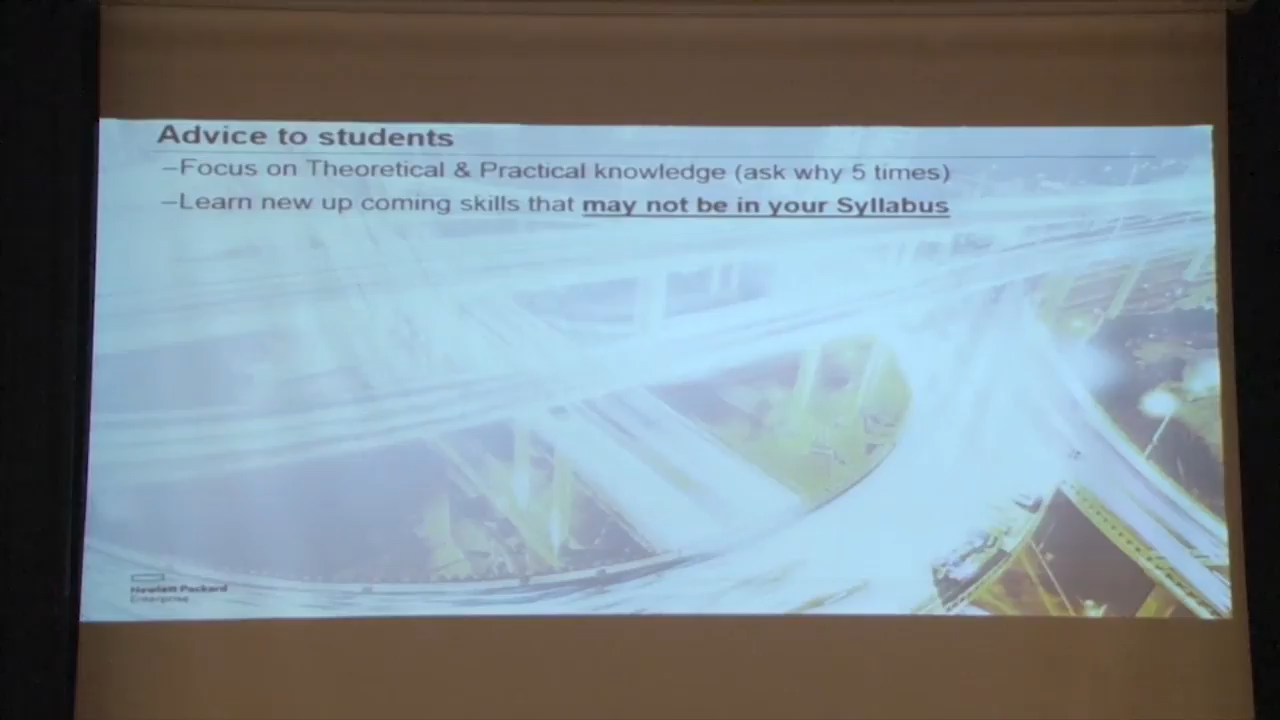 Advice to students
–Focus on Theoretical & Practical knowledge (ask why 5 times)
–Learn new up coming skills that may not be in your Syllabus
Hewlett Packard
Enterprise